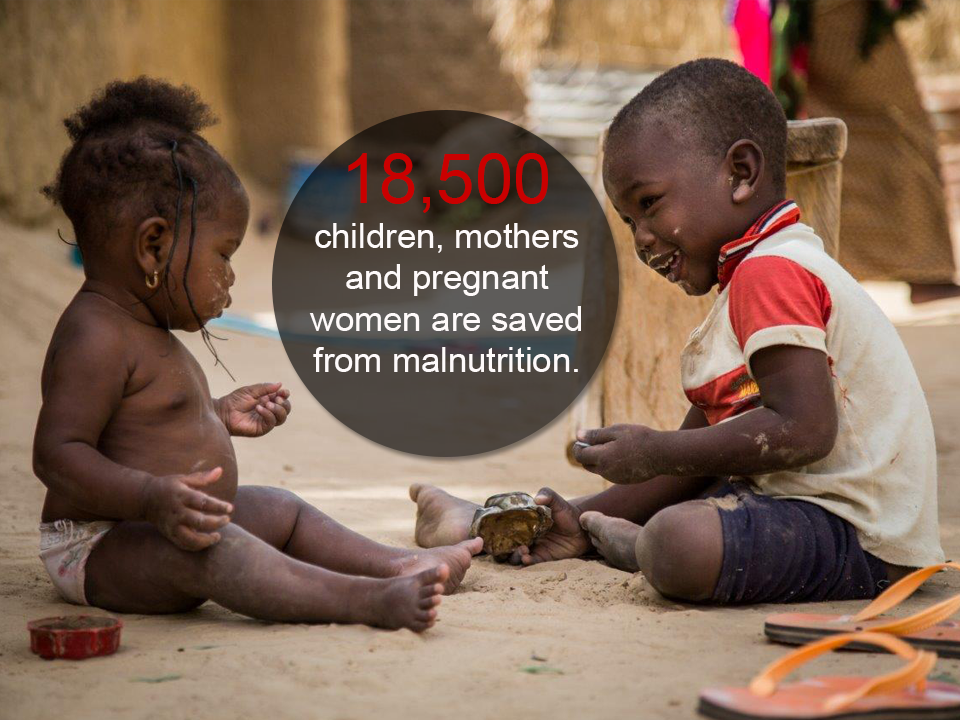 18,500
children, mothers
and pregnant
women are saved
from malnutrition.